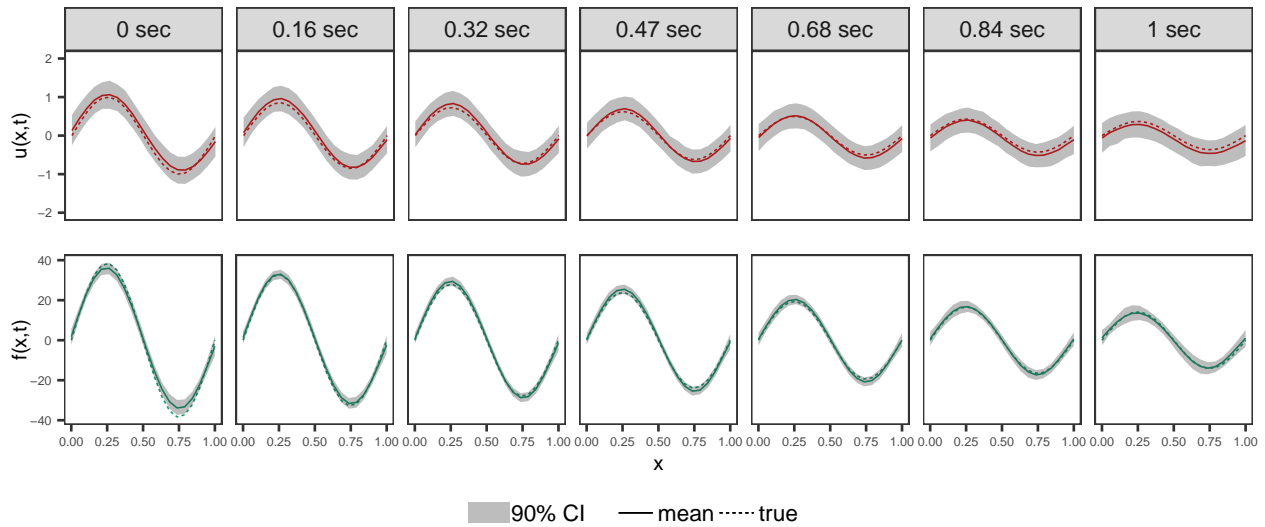 0 sec 0.16 sec 0.32 sec 0.47 sec 0.68 sec 0.84 sec 1 sec
u(x,t)
2
1
0
−1
−2
f(x,t)
40
20
0
−20
−40
0.00 0.25 0.50 0.75 1.00 0.00 0.25 0.50 0.75 1.00 0.00 0.25 0.50 0.75 1.00 0.00 0.25 0.50 0.75 1.00 0.00 0.25 0.50 0.75 1.00 0.00 0.25 0.50 0.75 1.00 0.00 0.25 0.50 0.75 1.00
x
90% CI mean true